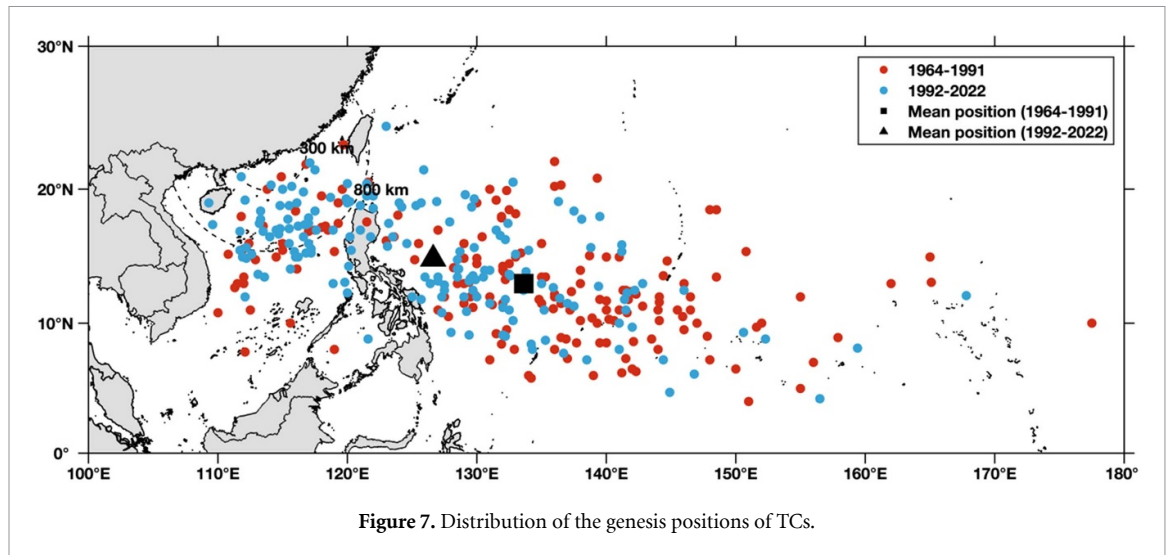 30°N
20°N
10°N
0°
100°E 110°E 120°E 130°E 140°E 150°E 160°E 170°E 180°
300 km
800 km
1964-1991
1992-2022
Mean position (1964-1991)
Mean position (1992-2022)
Figure 7. Distribution of the genesis positions of TCs.